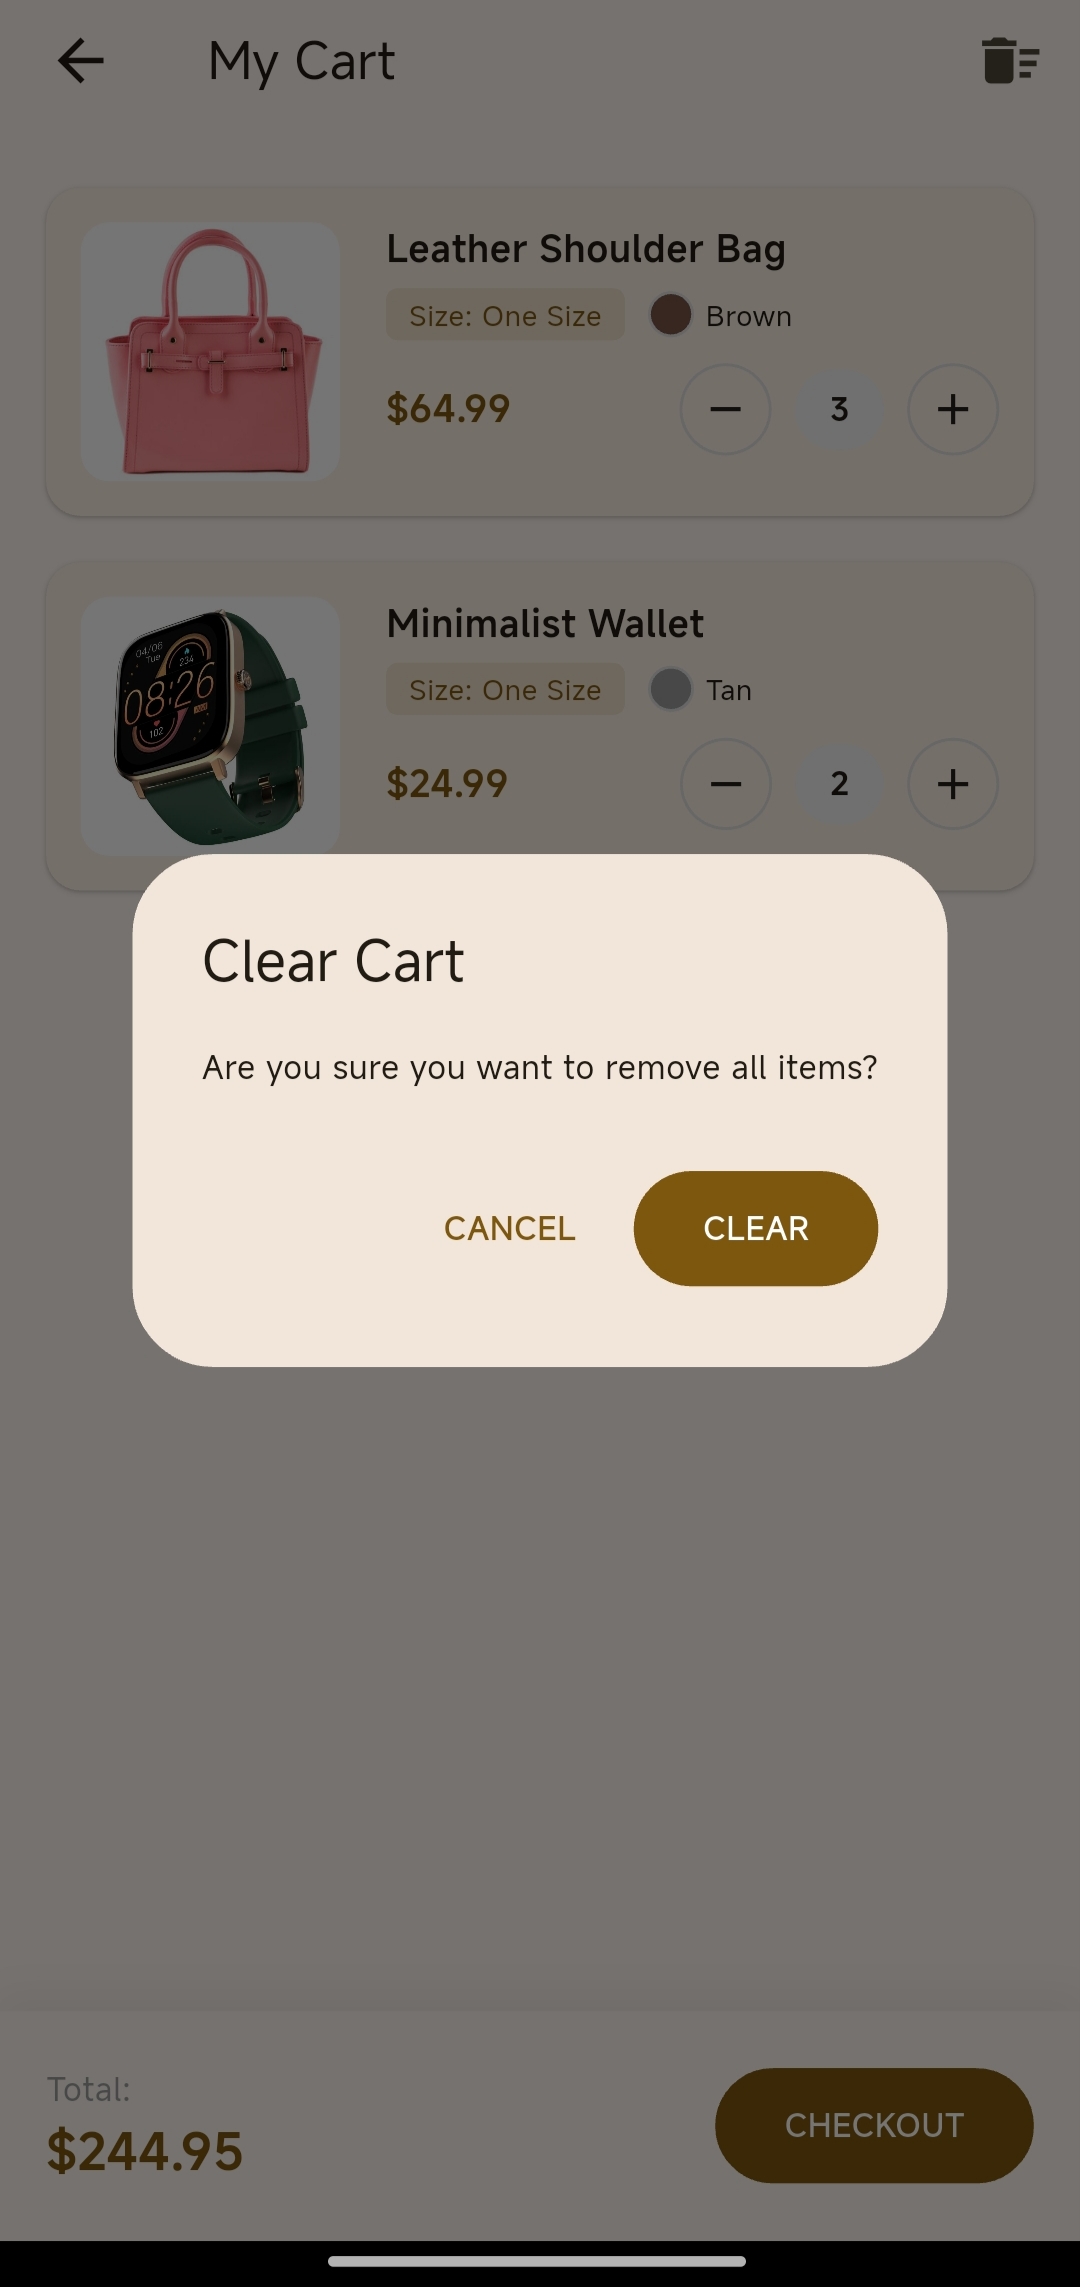 My Cart
Leather Shoulder Bag
Size: One Size
Brown
$64.99
3
04/06
Tue
234
08:26
102
Minimalist Wallet
Size: One Size
Tan
$24.99
2
Clear Cart
Are you sure you want to remove all items?
CANCEL
CLEAR
Total:
$244.95
CHECKOUT